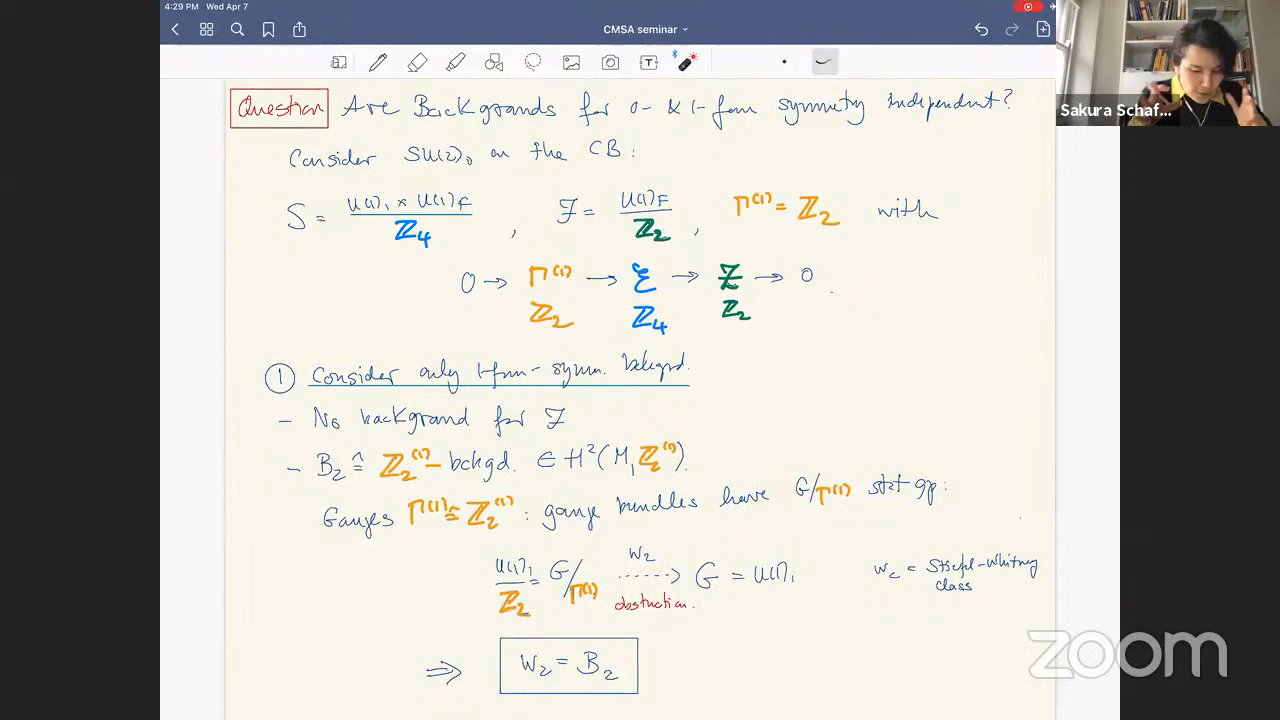 4:29 PM Wed Apr 7
CMSA seminar
Sakura Schaf...
Question Are Backgrounds for 0- & 1-form symmetry independent?
Consider SU(2)₀ on the CB:
S = U(1)₁ × U(1)_F / ℤ₄ , ℱ = U(1)_F / ℤ₂ , Γ⁽¹⁾ = ℤ₂ with
0 → Γ⁽¹⁾ → ℰ → Z → 0
ℤ₂ ℤ₄ ℤ₂
① Consider only 1-form-symm. bckgrd.
- No background for ℱ
- B₂ ≙ ℤ₂⁽¹⁾- bckgd. ∈ H²(M, ℤ₂⁽¹⁾).
Gauges Γ⁽¹⁾ ≅ ℤ₂⁽¹⁾ : gauge bundles have G/Γ⁽¹⁾ str gp:
U(1)₁ / ℤ₂ = G/Γ⁽¹⁾ ⇢ G = U(1)₁
w₂
obstruction.
w₂ = Stiefel-Whitney
class
⇒ w₂ = B₂
zoom